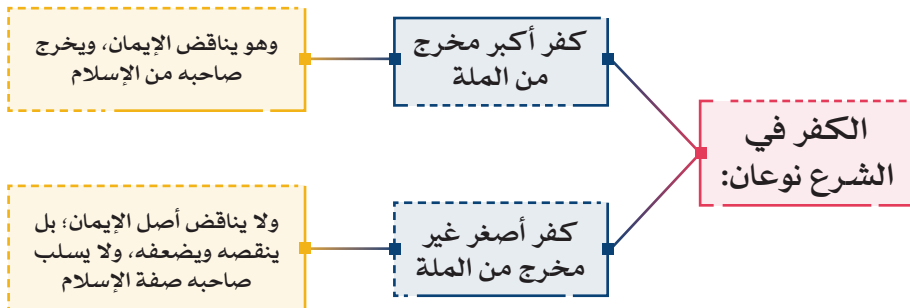 الكفر في
الشرع نوعان:
كفر أكبر مخرج
من الملة
وهو يناقض الإيمان، ويخرج
صاحبه من الإسلام
كفر أصغر غير
مخرج من الملة
ولا يناقض أصل الإيمان؛ بل
ينقصه ويضعفه، ولا يسلب
صاحبه صفة الإسلام